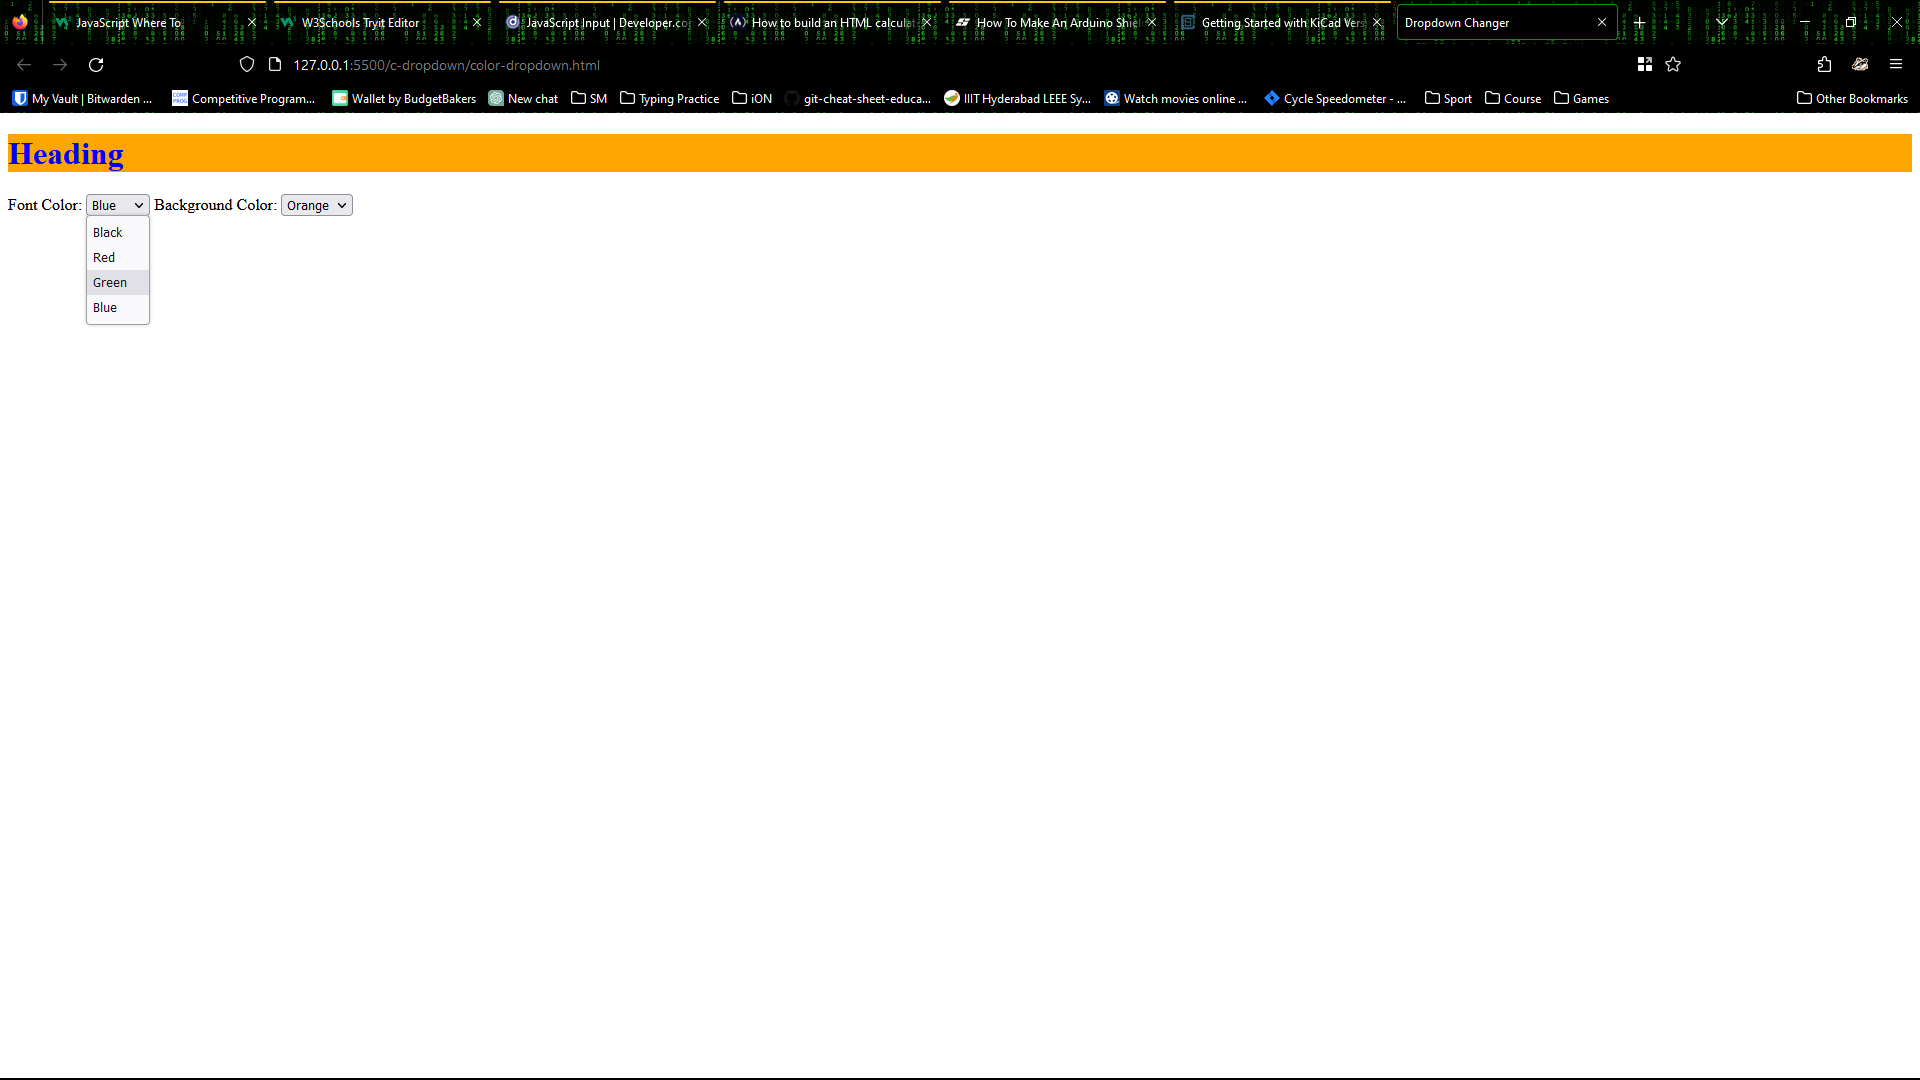 JavaScript Where To
W3Schools Tryit Editor
JavaScript Input | Developer.co
How to build an HTML calculat
How To Make An Arduino Shie
Getting Started with KiCad Vers
Dropdown Changer
127.0.0.1:5500/c-dropdown/color-dropdown.html
My Vault | Bitwarden ...
Competitive Program...
Wallet by BudgetBakers
New chat
SM
Typing Practice
iON
git-cheat-sheet-educa...
IIIT Hyderabad LEEE Sy...
Watch movies online ...
Cycle Speedometer - ...
Sport
Course
Games
Other Bookmarks
Heading
Font Color: Blue Background Color: Orange
Black
Red
Green
Blue